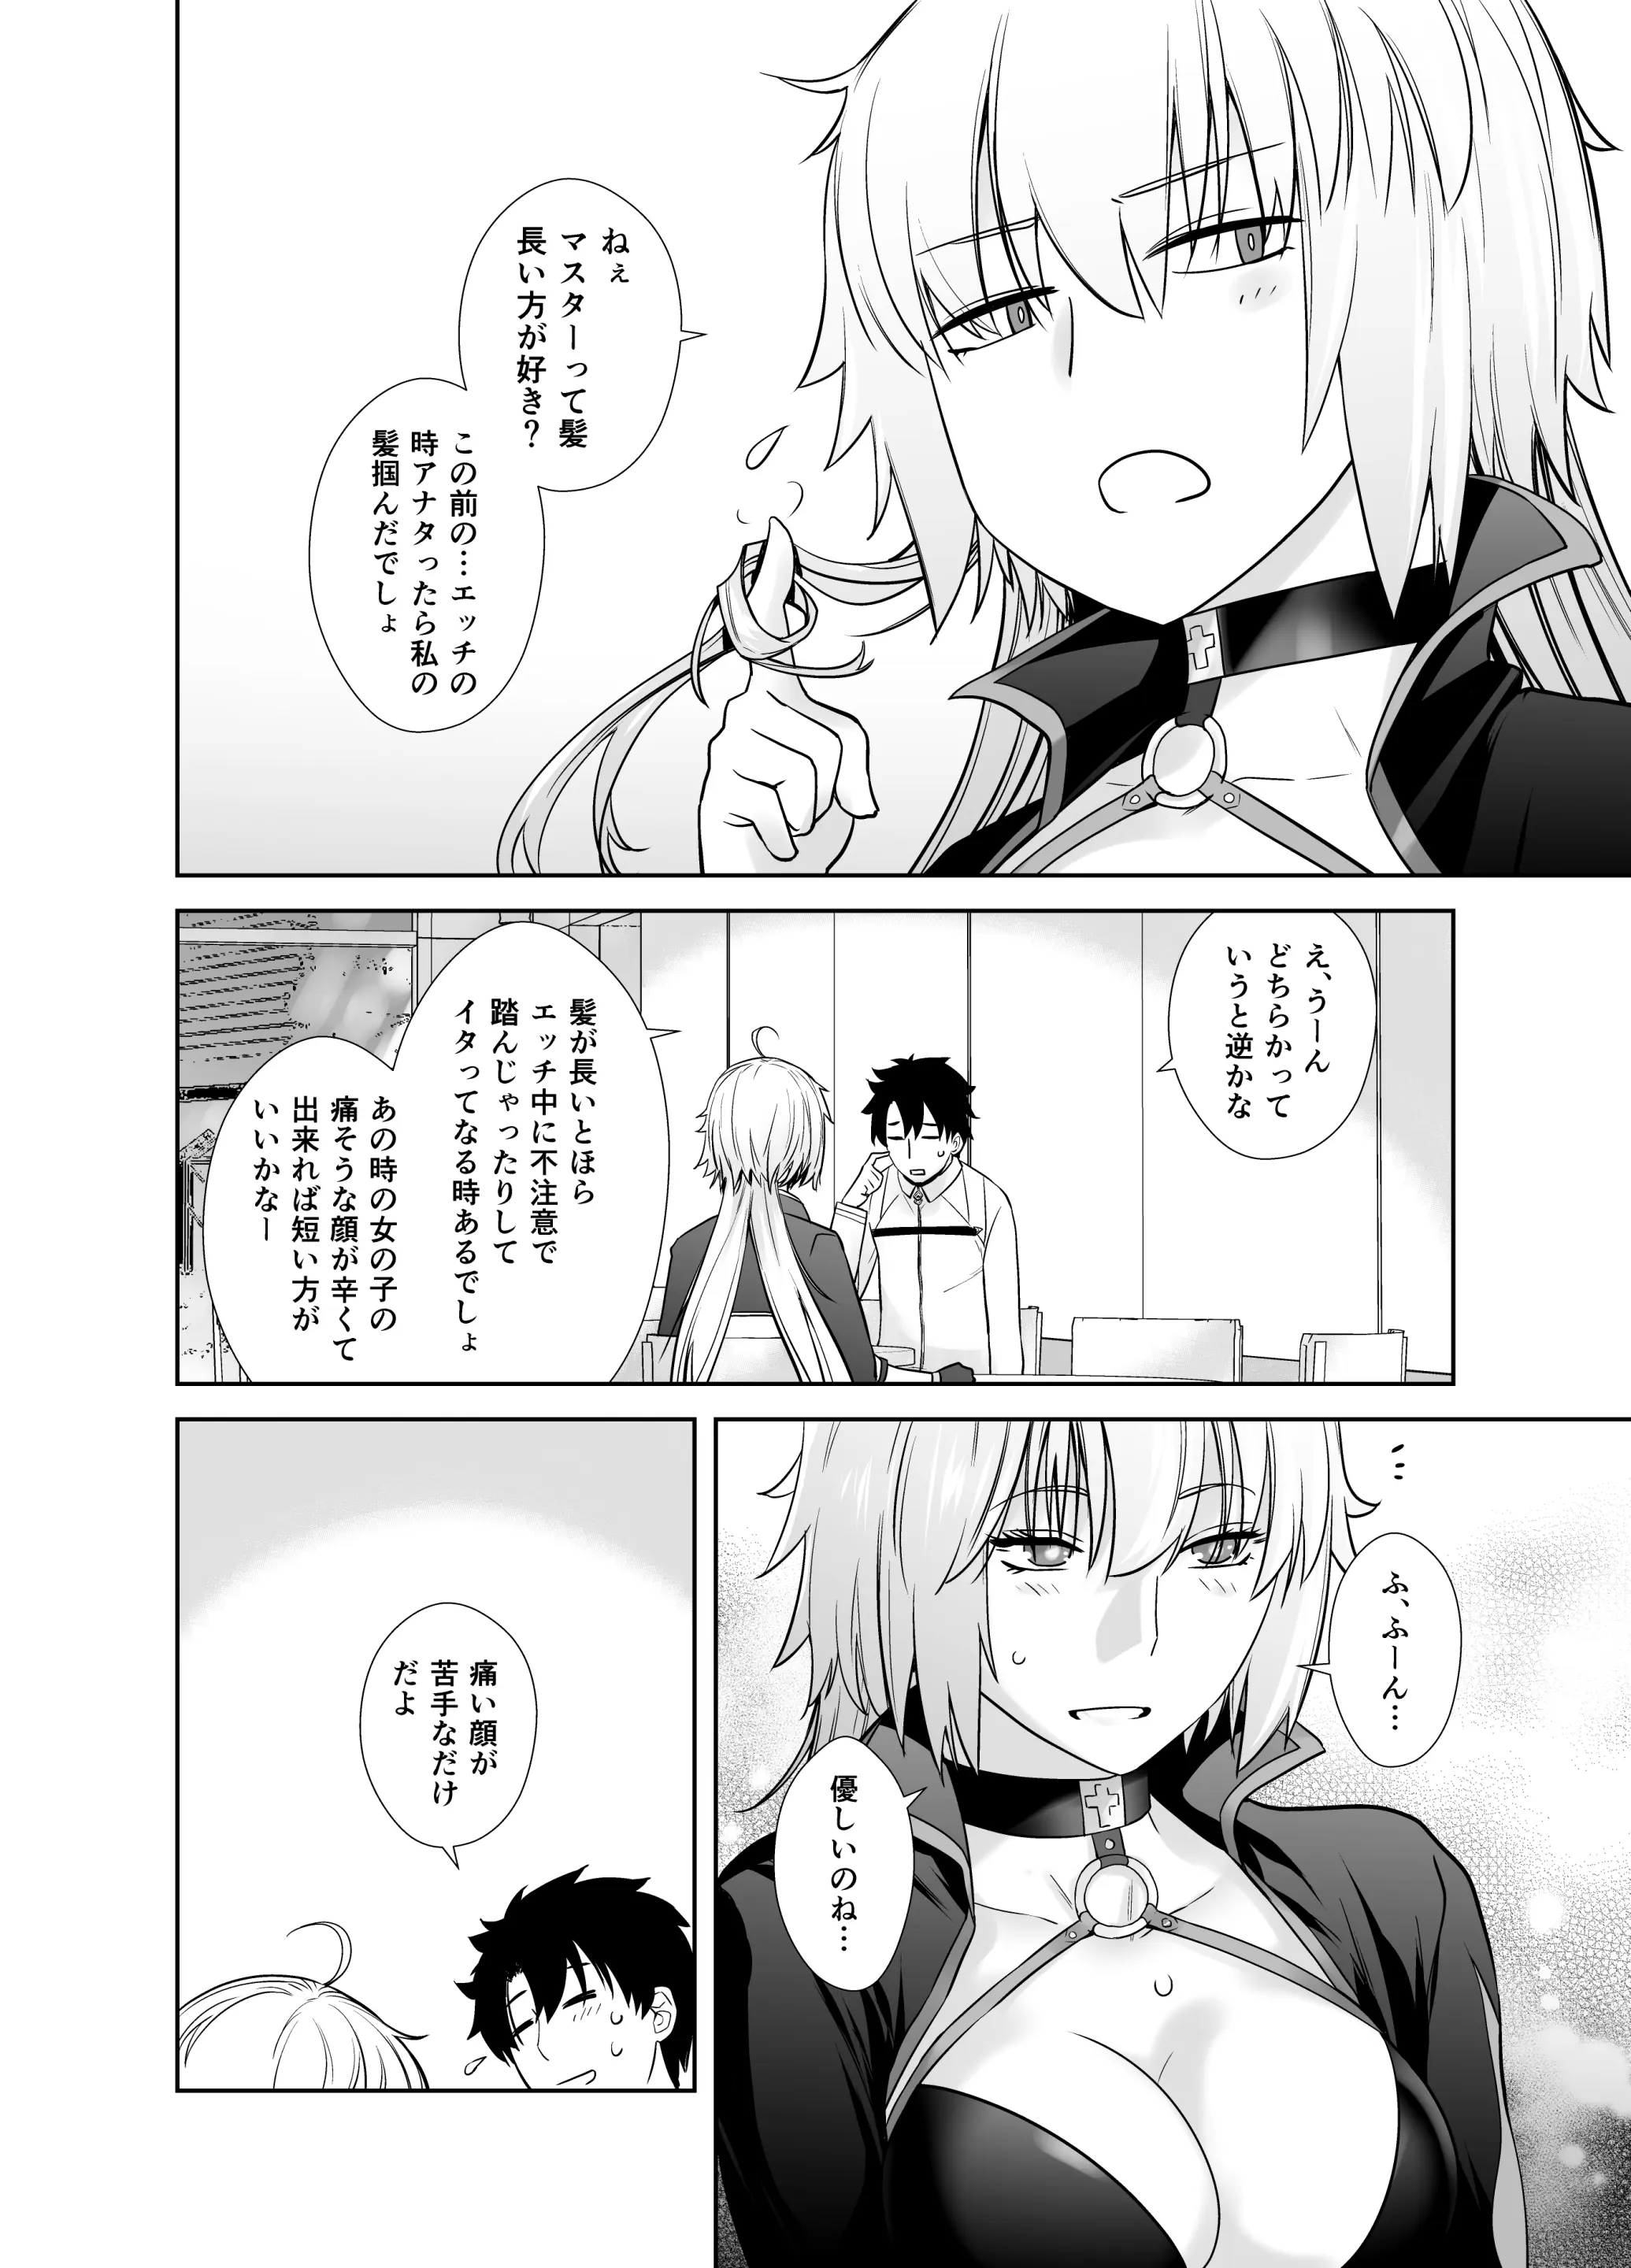 ねぇ
マスターって髪
長い方が好き？
この前の…エッチの
時アナタったら私の
髪掴んだでしょ
え、うーん
どちらかって
いうと逆かな
髪が長いとほら
エッチ中に不注意で
踏んじゃったりして
イタってなる時あるでしょ
あの時の女の子の
痛そうな顔が辛くて
出来れば短い方が
いいかなー
ふ、ふーん…
優しいのね…
痛い顔が
苦手なだけ
だよ